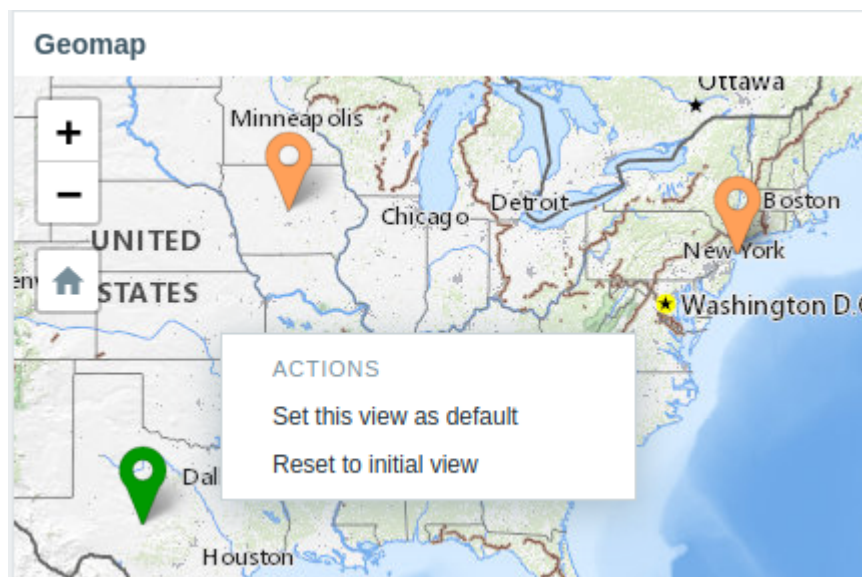 Geomap
Ottawa
+
Minneapolis
−
Boston
Detroit
Chicago
UNITED
New York
STATES
Washington D.
ACTIONS
Set this view as default
Reset to initial view
Dal
Houston